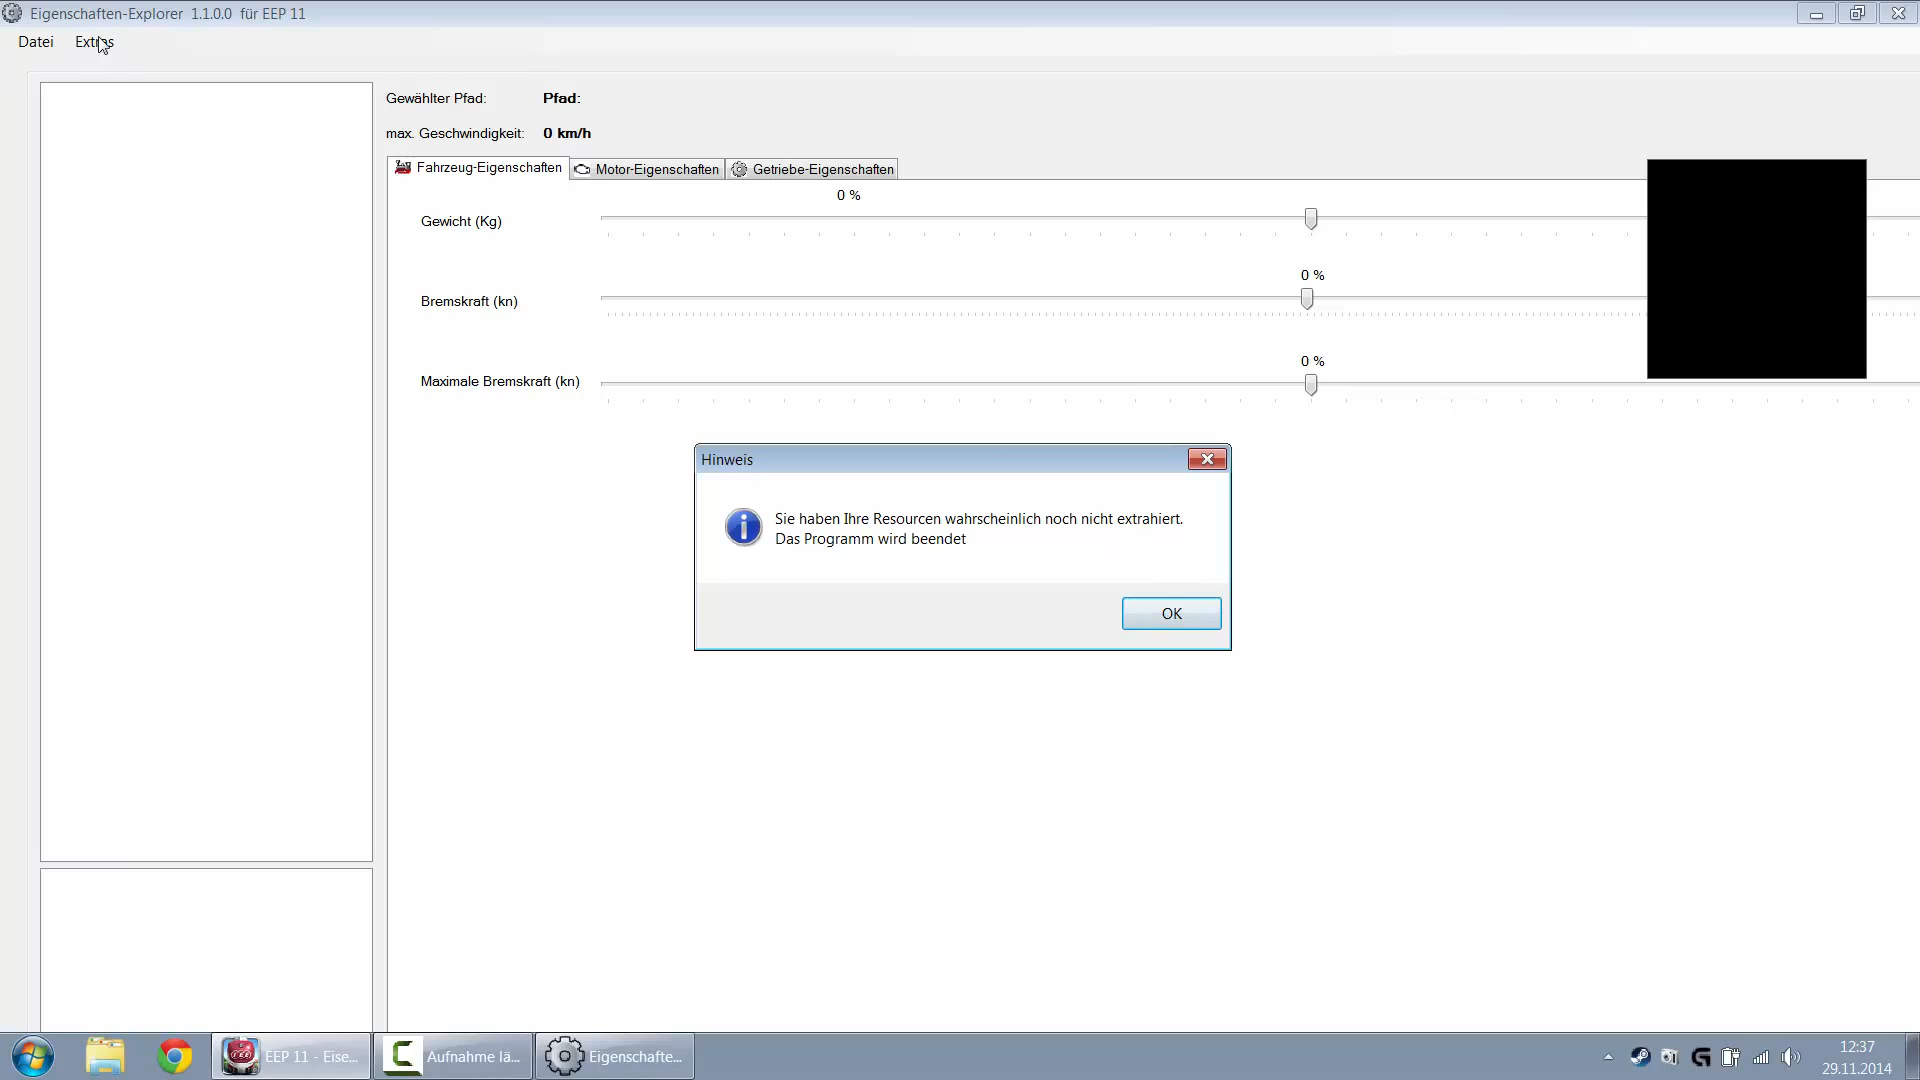 Eigenschaften-Explorer 1.1.0.0 für EEP 11
Datei Extras
Gewählter Pfad: Pfad:
max. Geschwindigkeit: 0 km/h
Fahrzeug-Eigenschaften Motor-Eigenschaften Getriebe-Eigenschaften
0 %
Gewicht (Kg)
0 %
Bremskraft (kn)
0 %
Maximale Bremskraft (kn)
Hinweis
Sie haben Ihre Resourcen wahrscheinlich noch nicht extrahiert.
Das Programm wird beendet
OK
EEP 11 - Eise... Aufnahme lä... Eigenschafte...
12:37
29.11.2014